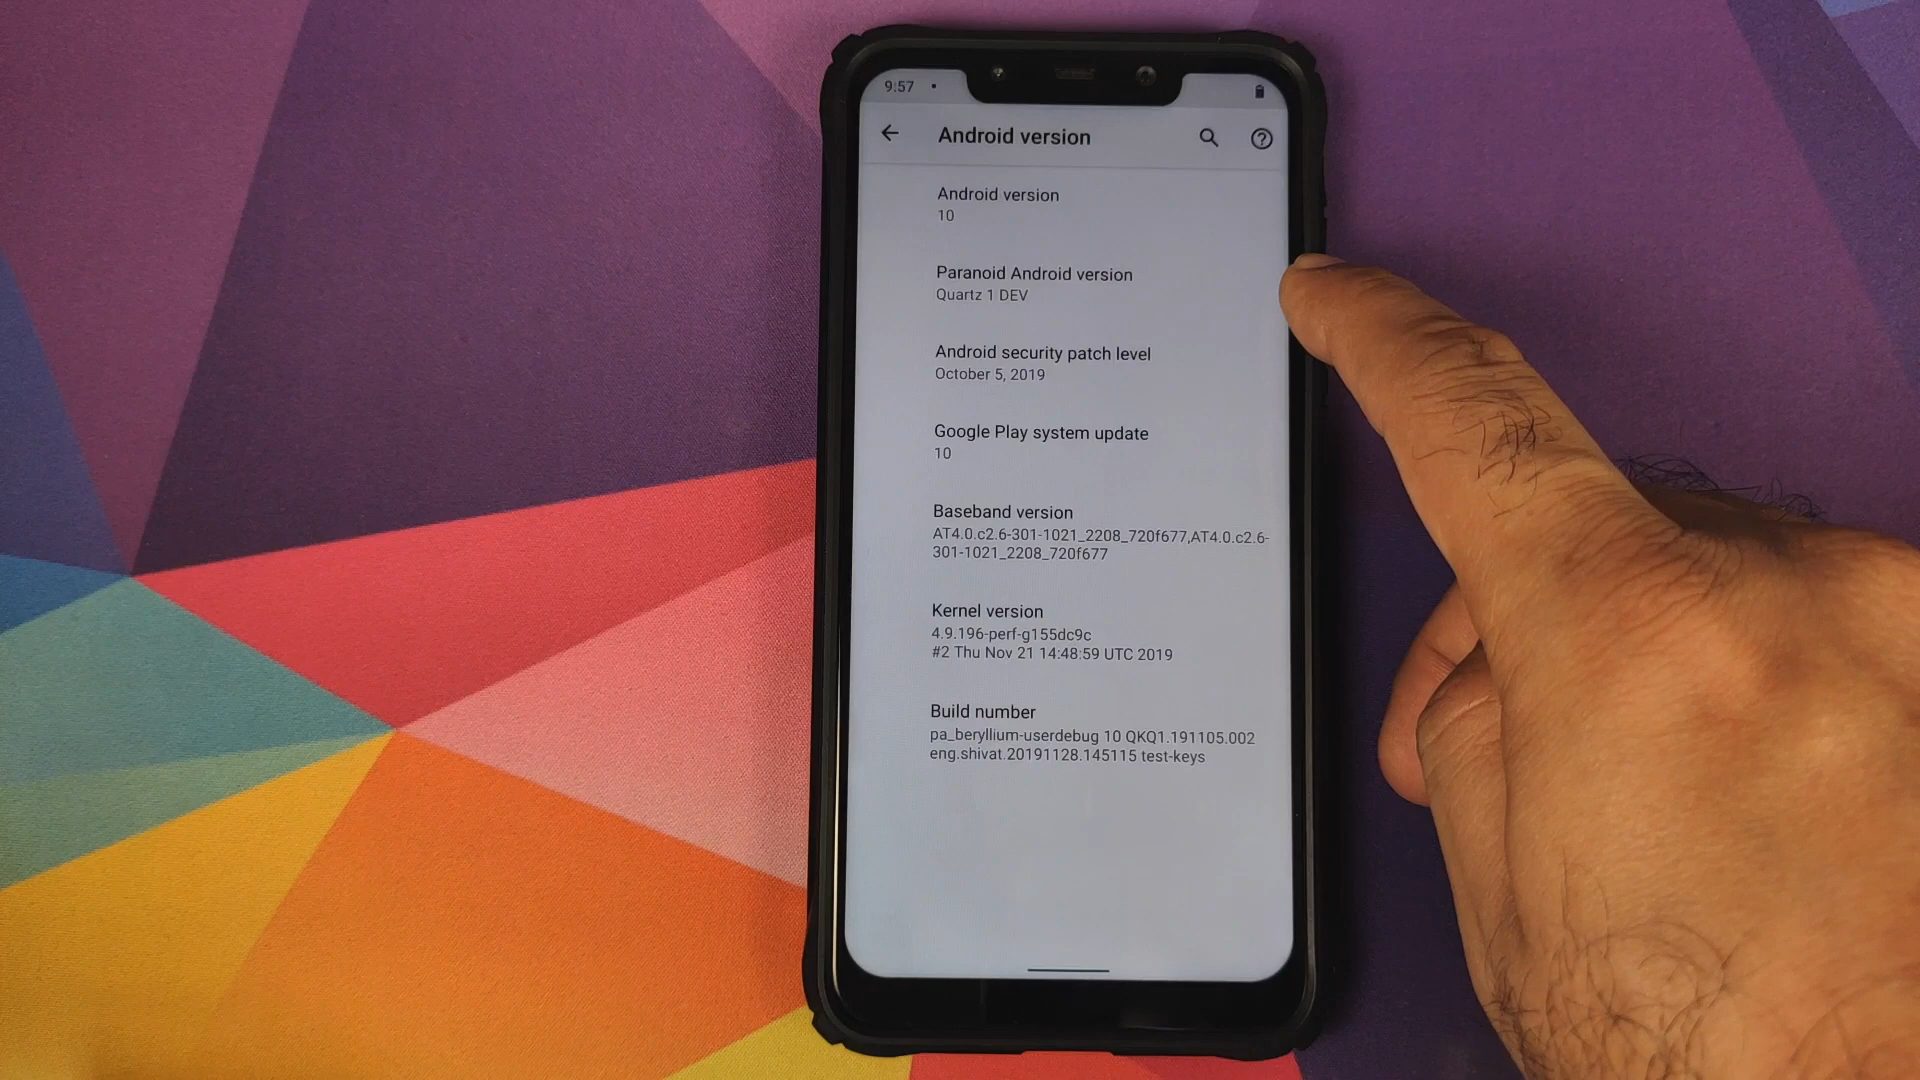 9:57
Android version
Android version
10
Paranoid Android version
Quartz 1 DEV
Android security patch level
October 5, 2019
Google Play system update
10
Baseband version
AT4.0.c2.6-301-1021_2208_720f677,AT4.0.c2.6-
301-1021_2208_720f677
Kernel version
4.9.196-perf-g155dc9c
#2 Thu Nov 21 14:48:59 UTC 2019
Build number
pa_beryllium-userdebug 10 QKQ1.191105.002
eng.shivat.20191128.145115 test-keys